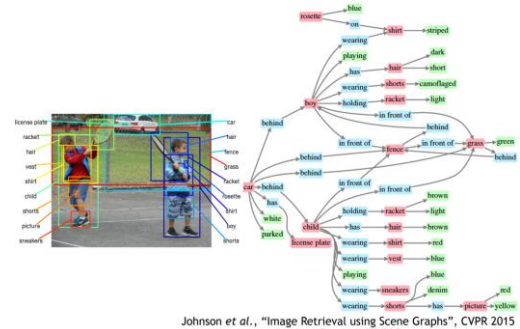 rosette
blue
on
shirt
striped
wearing
playing
dark
has
hair
short
wearing
shorts
camoflaged
boy
holding
racket
light
behind
in front of
behind
in front of
fence
in front of
grass
green
behind
behind
behind
car
behind
in front of
in front of
has
white
parked
child
license plate
holding
racket
brown
light
has
hair
brown
wearing
shirt
red
wearing
vest
blue
playing
wearing
sneakers
blue
denim
wearing
shorts
has
picture
red
yellow
license plate
racket
hair
vest
shirt
child
shorts
picture
sneakers
car
hair
fence
grass
racket
rosette
shirt
boy
shorts
Johnson et al., “Image Retrieval using Scene Graphs”, CVPR 2015